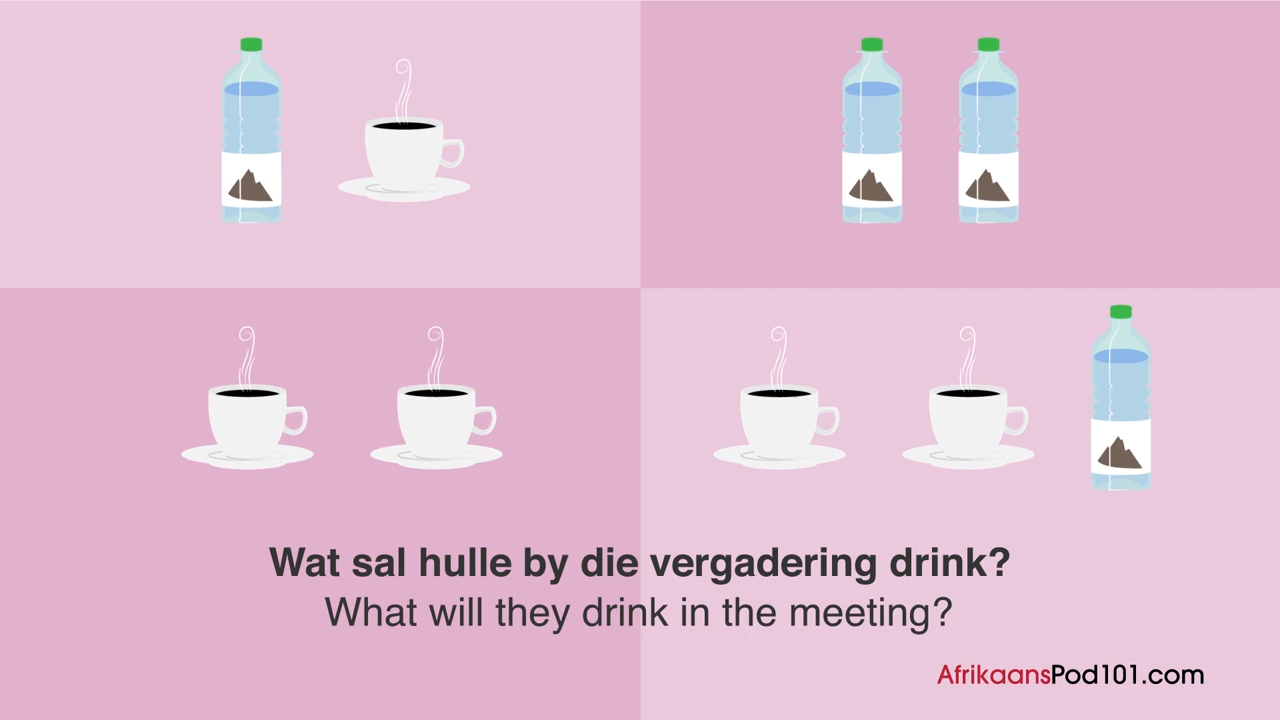 Wat sal hulle by die vergadering drink?
What will they drink in the meeting?
AfrikaansPod101.com